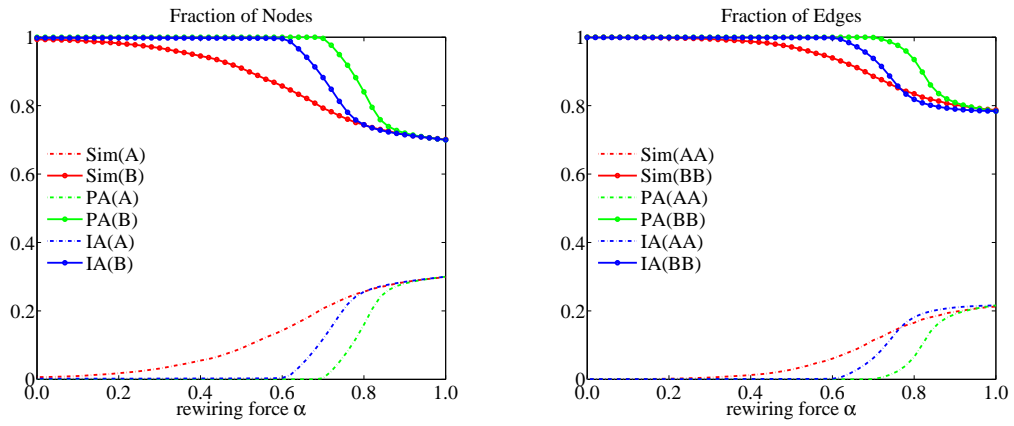 Fraction of Nodes
1
0.8
0.6
0.4
0.2
0
0.0 0.2 0.4 0.6 0.8 1.0
rewiring force α
Sim(A)
Sim(B)
PA(A)
PA(B)
IA(A)
IA(B)
Fraction of Edges
1
0.8
0.6
0.4
0.2
0
0.0 0.2 0.4 0.6 0.8 1.0
rewiring force α
Sim(AA)
Sim(BB)
PA(AA)
PA(BB)
IA(AA)
IA(BB)